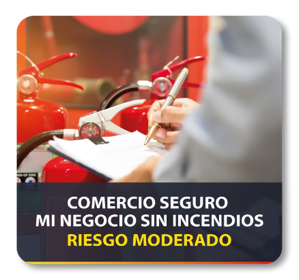 COMERCIO SEGURO
MI NEGOCIO SIN INCENDIOS
RIESGO MODERADO